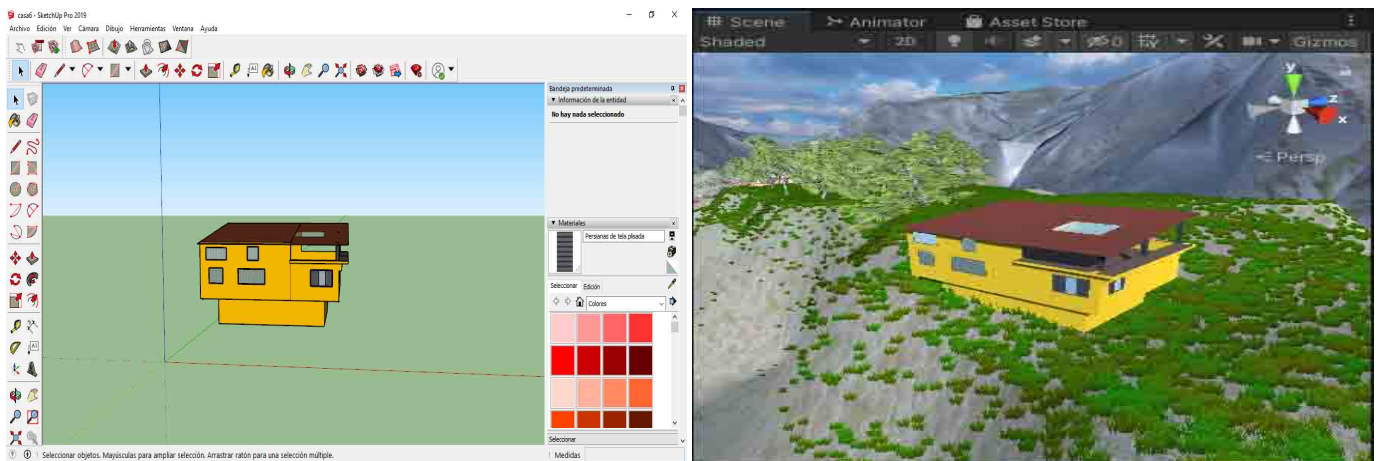 casa6 - SketchUp Pro 2019
Archivo Edición Ver Cámara Dibujo Herramientas Ventana Ayuda
Bandeja predeterminada
Información de la entidad
No hay nada seleccionado
Materiales
Persianas de tela plisada
Seleccionar Edición
Colores
Seleccionar
Seleccionar objetos. Mayúsculas para ampliar selección. Arrastrar ratón para una selección múltiple.
Medidas
Scene Animator Asset Store
Shaded 2D 0 Gizmos
y
z
x
Persp